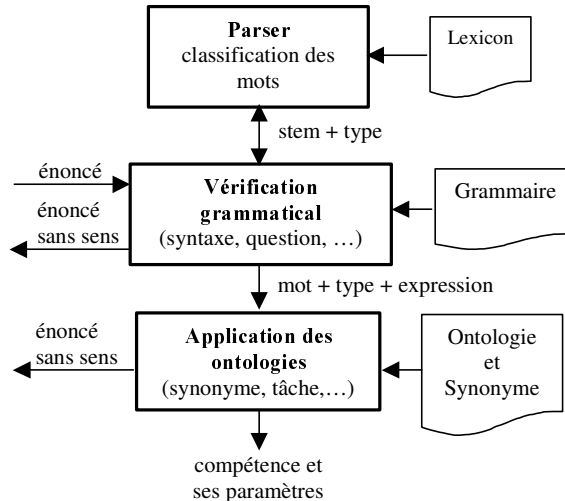 Parser
classification des
mots
Lexicon
stem + type
énoncé
énoncé
sans sens
Vérification
grammatical
(syntaxe, question, …)
Grammaire
mot + type + expression
énoncé
sans sens
Application des
ontologies
(synonyme, tâche,…)
Ontologie
et
Synonyme
compétence et
ses paramètres